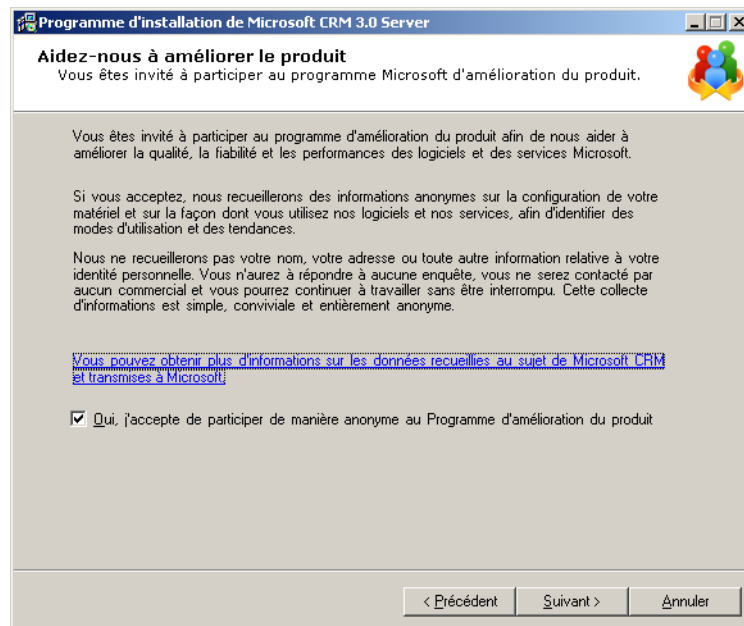 Programme d'installation de Microsoft CRM 3.0 Server
Aidez-nous à améliorer le produit
Vous êtes invité à participer au programme Microsoft d'amélioration du produit.
Vous êtes invité à participer au programme d'amélioration du produit afin de nous aider à
améliorer la qualité, la fiabilité et les performances des logiciels et des services Microsoft.
Si vous acceptez, nous recueillerons des informations anonymes sur la configuration de votre
matériel et sur la façon dont vous utilisez nos logiciels et nos services, afin d'identifier des
modes d'utilisation et des tendances.
Nous ne recueillerons pas votre nom, votre adresse ou toute autre information relative à votre
identité personnelle. Vous n'aurez à répondre à aucune enquête, vous ne serez contacté par
aucun commercial et vous pourrez continuer à travailler sans être interrompu. Cette collecte
d'informations est simple, conviviale et entièrement anonyme.
Vous pouvez obtenir plus d'informations sur les données recueillies au sujet de Microsoft CRM
et transmises à Microsoft.
Oui, j'accepte de participer de manière anonyme au Programme d'amélioration du produit
< Précédent
Suivant >
Annuler